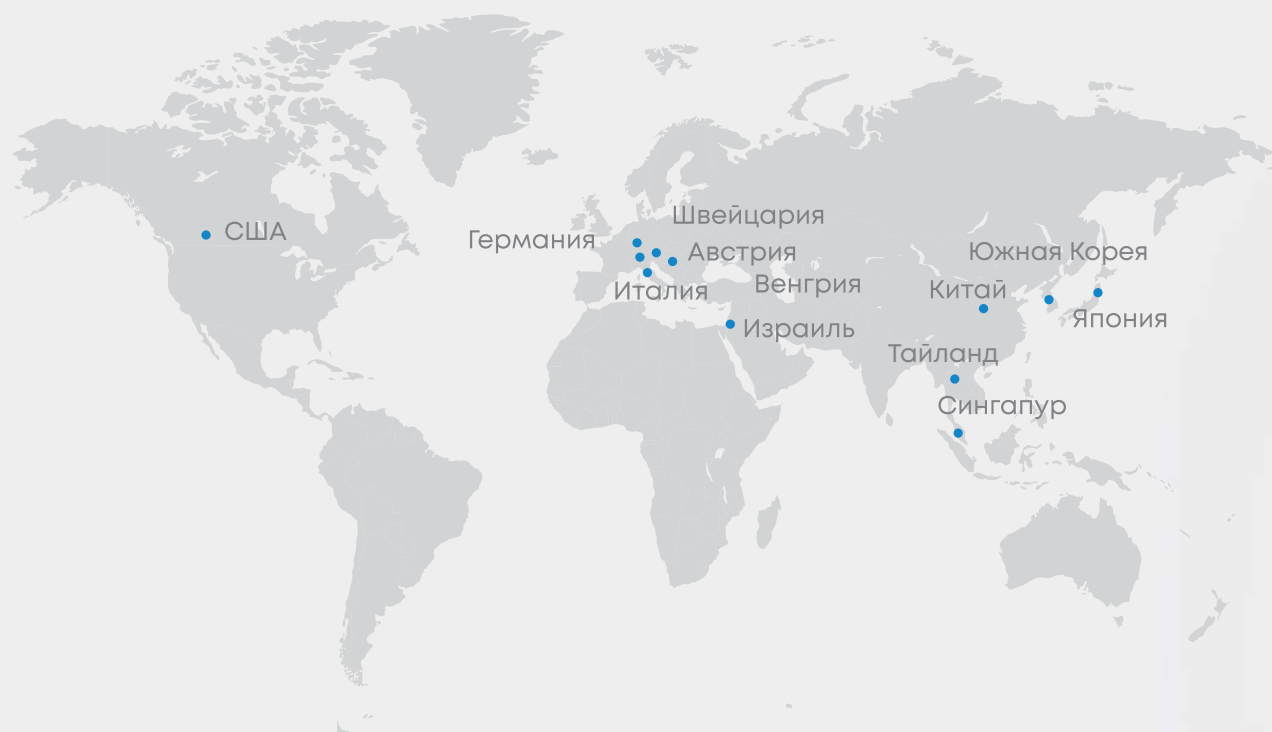 Швейцария
США
Германия
Австрия
Южная Корея
Венгрия
Италия
Китай
Япония
Израиль
Тайланд
Сингапур